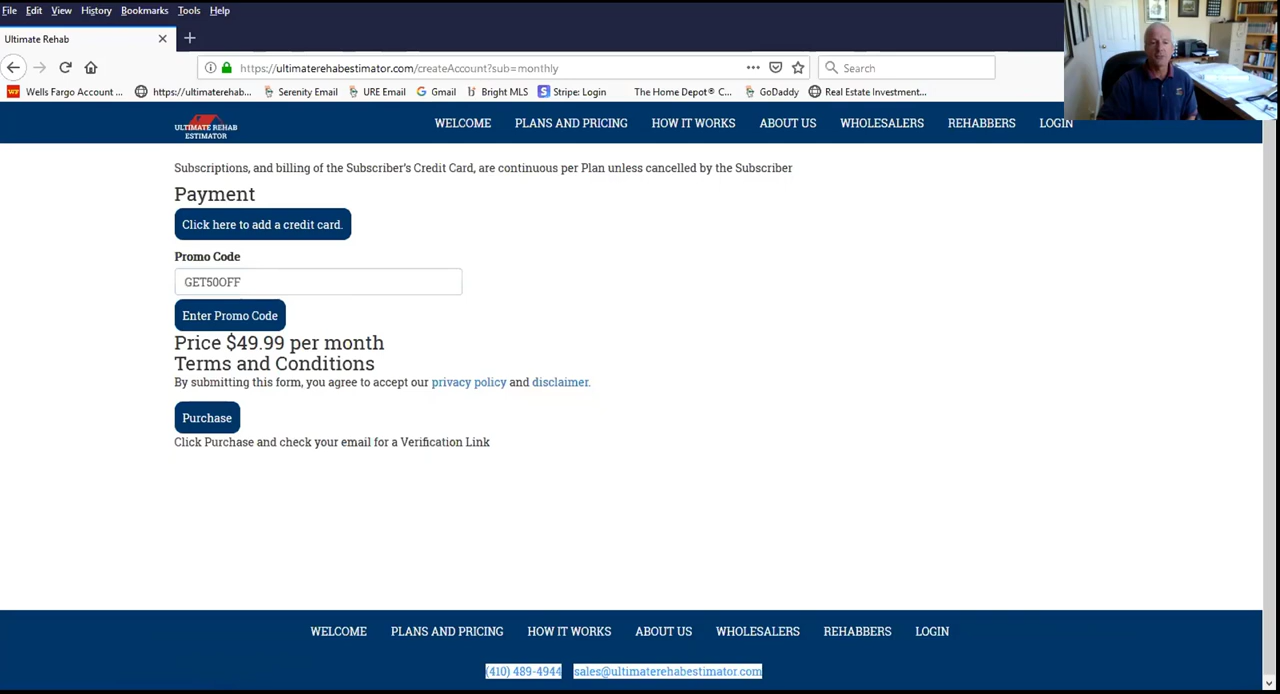 File Edit View History Bookmarks Tools Help
Ultimate Rehab
https://ultimaterehabestimator.com/createAccount?sub=monthly
Search
Wells Fargo Account ... https://ultimaterehab... Serenity Email URE Email Gmail Bright MLS Stripe: Login The Home Depot® C... GoDaddy Real Estate Investment...
ULTIMATE REHAB
ESTIMATOR
WELCOME PLANS AND PRICING HOW IT WORKS ABOUT US WHOLESALERS REHABBERS LOGIN
Subscriptions, and billing of the Subscriber's Credit Card, are continuous per Plan unless cancelled by the Subscriber
Payment
Click here to add a credit card.
Promo Code
GET50OFF
Enter Promo Code
Price $49.99 per month
Terms and Conditions
By submitting this form, you agree to accept our privacy policy and disclaimer.
Purchase
Click Purchase and check your email for a Verification Link
WELCOME PLANS AND PRICING HOW IT WORKS ABOUT US WHOLESALERS REHABBERS LOGIN
(410) 489-4944 sales@ultimaterehabestimator.com